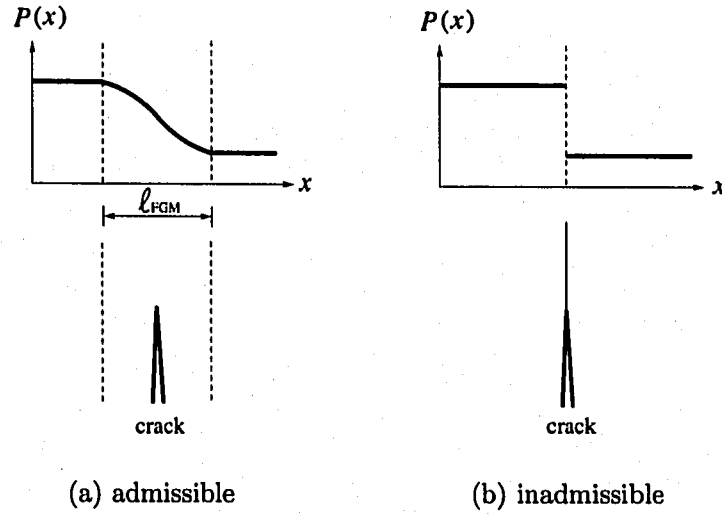 P(x)
P(x)
x
x
ℓFGM
crack
crack
(a) admissible
(b) inadmissible